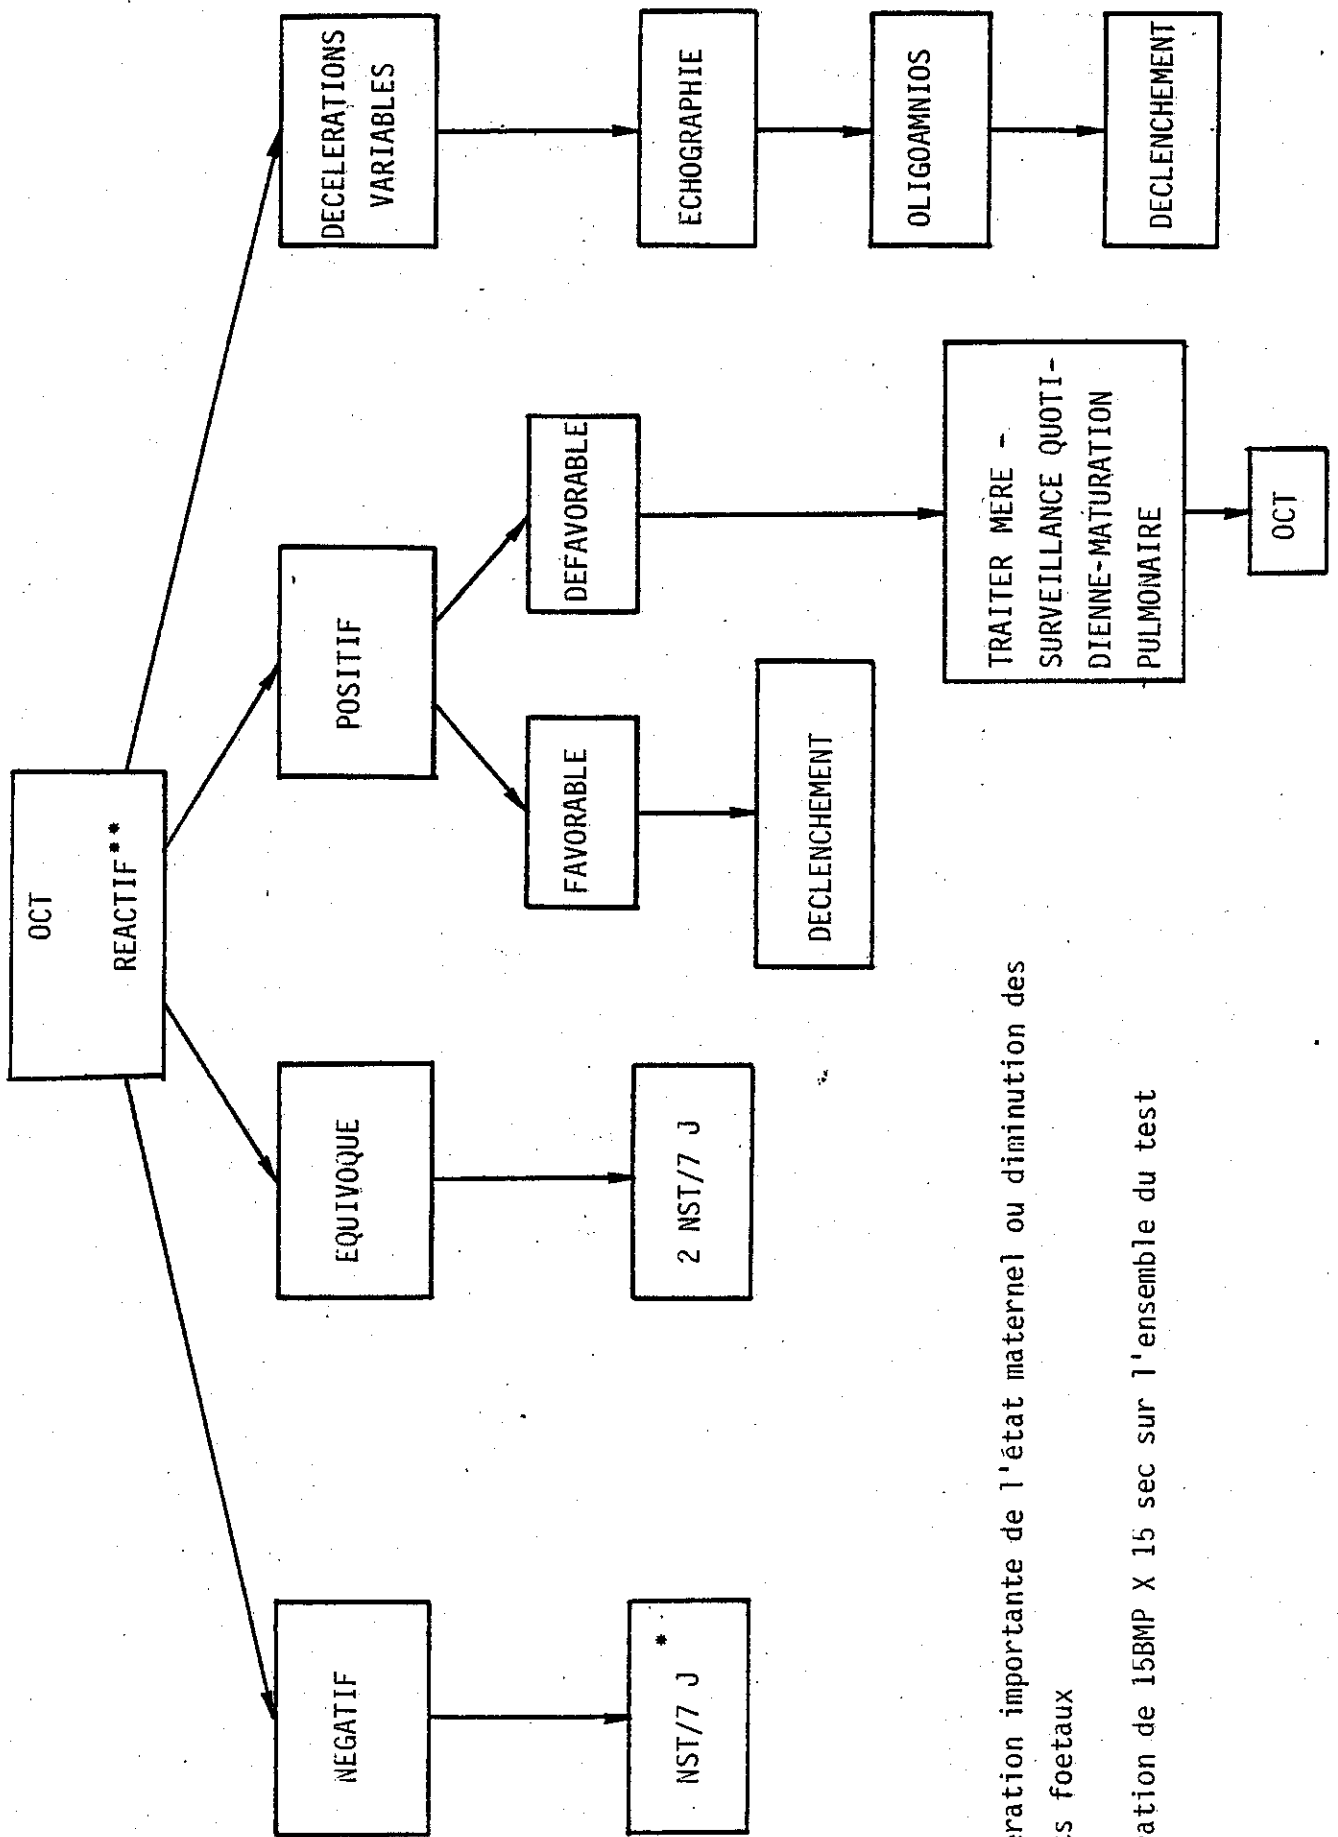 OCT
REACTIF**
NEGATIF
EQUIVOQUE
POSITIF
DECELERATIONS
VARIABLES
NST/7 J *
2 NST/7 J
FAVORABLE
DEFAVORABLE
ECHOGRAPHIE
DECLENCHEMENT
OLIGOAMNIOS
TRAITER MERE -
SURVEILLANCE QUOTI-
DIENNE-MATURATION
PULMONAIRE
DECLENCHEMENT
OCT
importante de l'état maternel ou diminution des
foetaux
de 15BMP X 15 sec sur l'ensemble du test